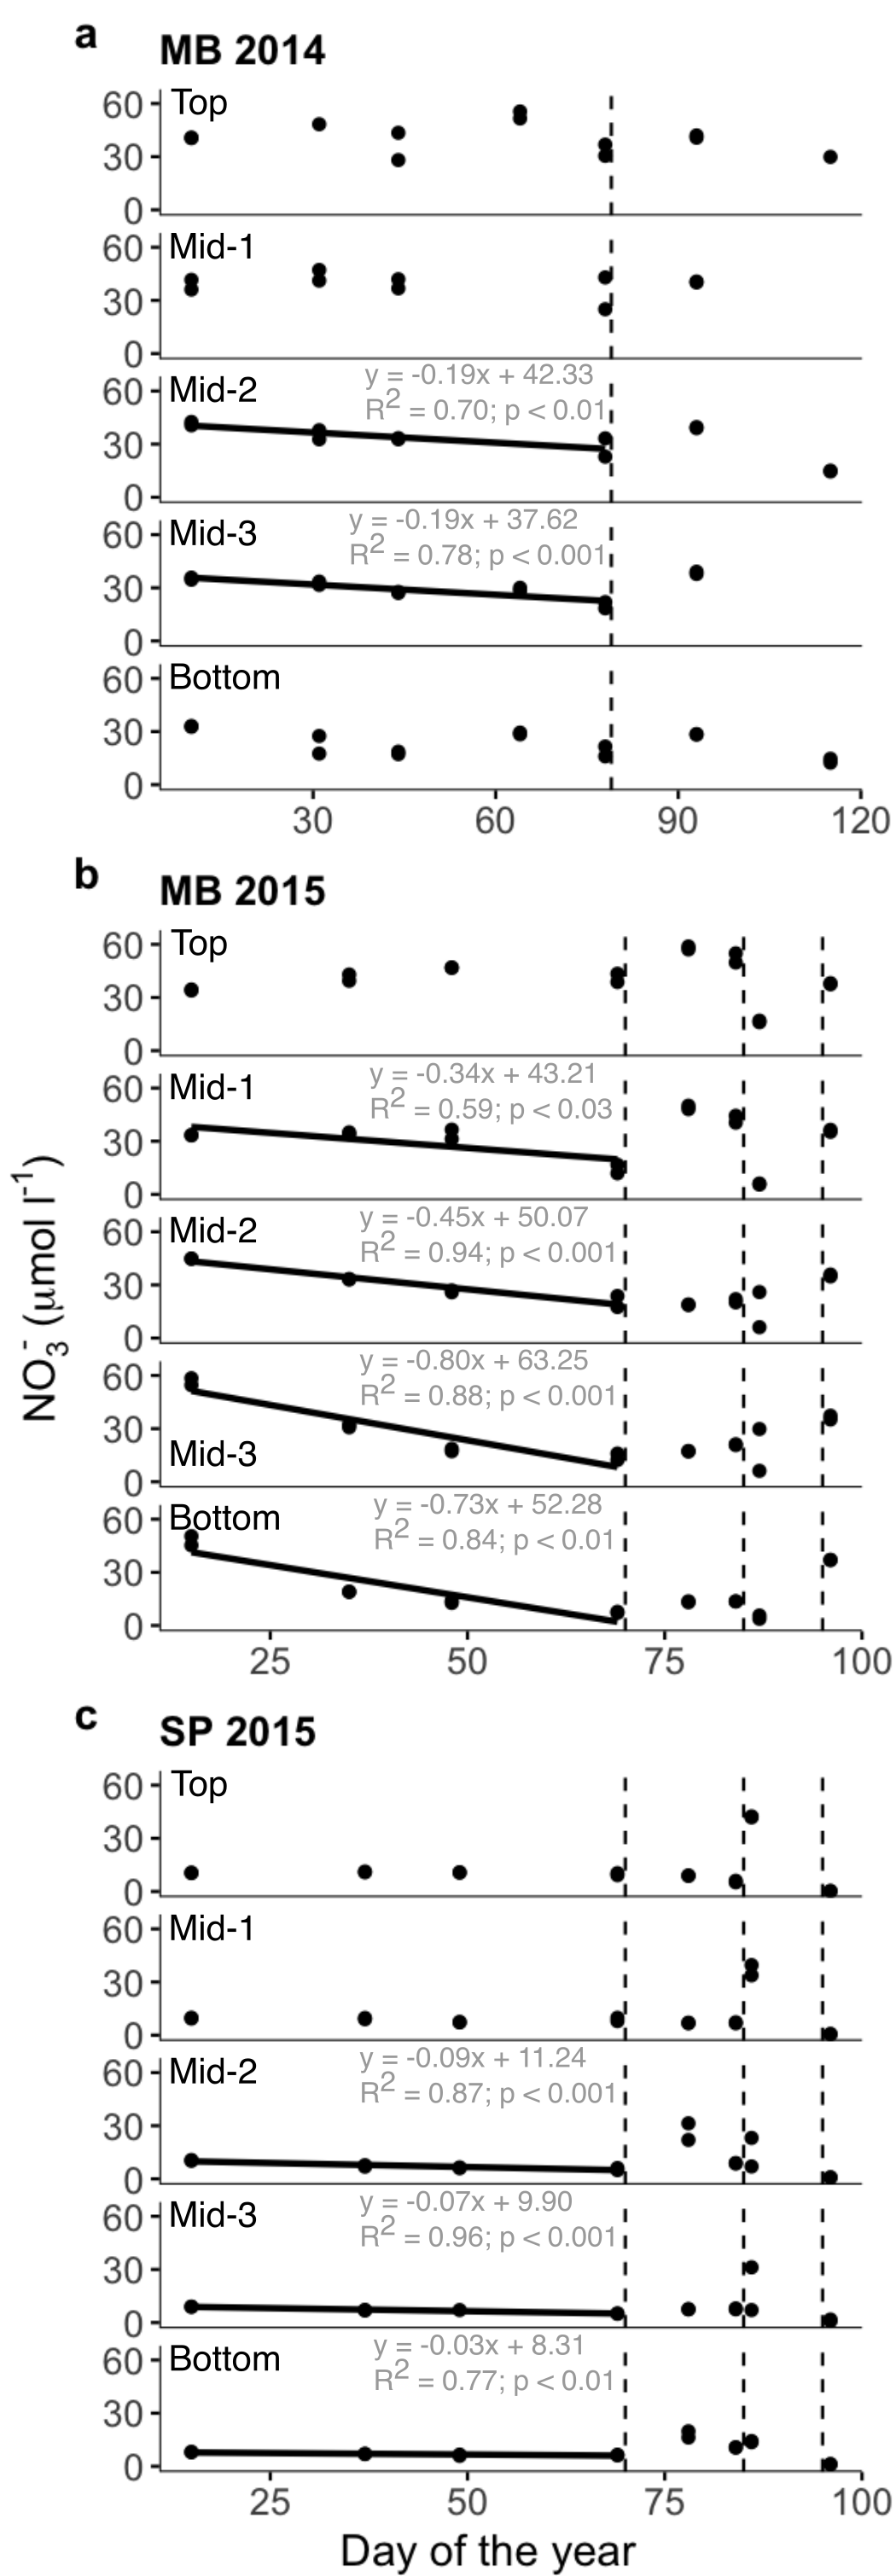 a
MB 2014
Top
60
30
0
Mid-1
60
30
0
y = -0.19x + 42.33
Mid-2
R² = 0.70; p < 0.01
60
30
0
y = -0.19x + 37.62
Mid-3
R² = 0.78; p < 0.001
60
30
0
Bottom
60
30
0
30 60 90 120
b
MB 2015
Top
60
30
0
y = -0.34x + 43.21
Mid-1
R² = 0.59; p < 0.03
60
30
0
NO₃⁻ (μmol l⁻¹)
y = -0.45x + 50.07
Mid-2
R² = 0.94; p < 0.001
60
30
0
y = -0.80x + 63.25
R² = 0.88; p < 0.001
Mid-3
60
30
0
y = -0.73x + 52.28
Bottom
R² = 0.84; p < 0.01
60
30
0
25 50 75 100
c
SP 2015
Top
60
30
0
Mid-1
60
30
0
y = -0.09x + 11.24
Mid-2
R² = 0.87; p < 0.001
60
30
0
y = -0.07x + 9.90
Mid-3
R² = 0.96; p < 0.001
60
30
0
y = -0.03x + 8.31
Bottom
R² = 0.77; p < 0.01
60
30
0
25 50 75 100
Day of the year